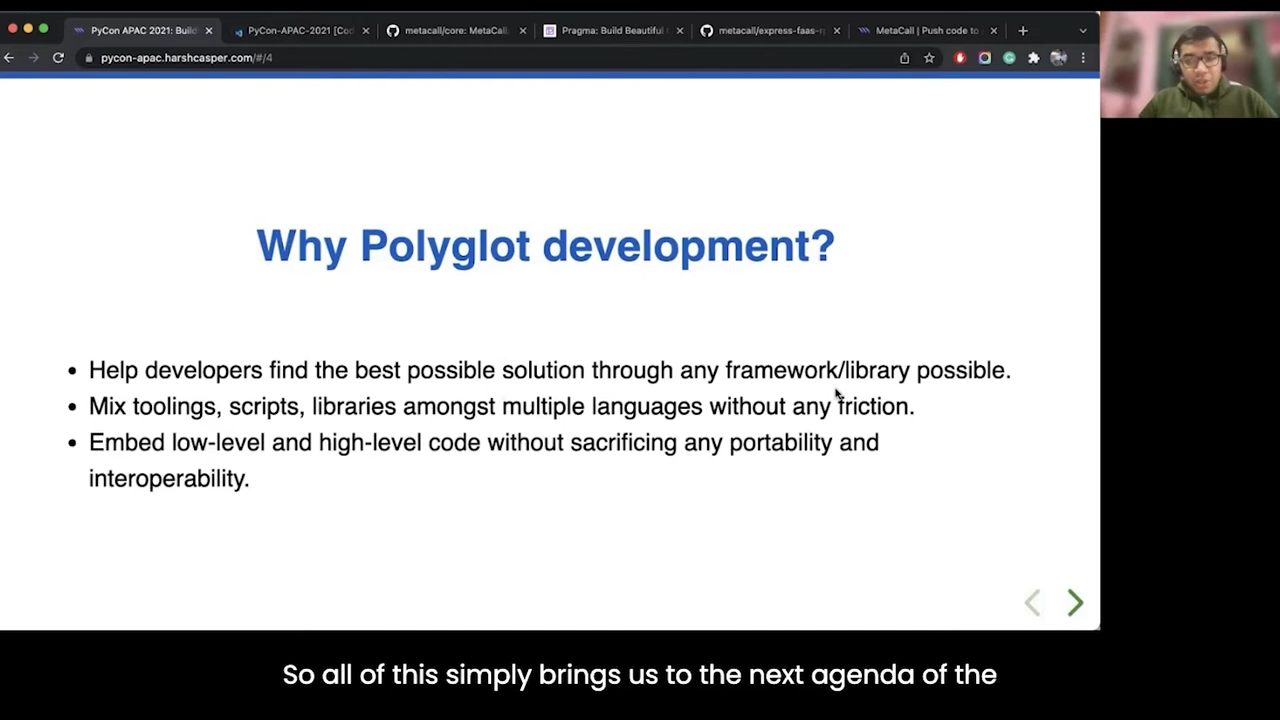 PyCon APAC 2021: Build
PyCon-APAC-2021 [Cod
metacall/core: MetaCall
Pragma: Build Beautiful
metacall/express-faas-r
MetaCall | Push code to
pycon-apac.harshcasper.com/#/4
Why Polyglot development?
• Help developers find the best possible solution through any framework/library possible.
• Mix toolings, scripts, libraries amongst multiple languages without any friction.
• Embed low-level and high-level code without sacrificing any portability and
interoperability.
So all of this simply brings us to the next agenda of the